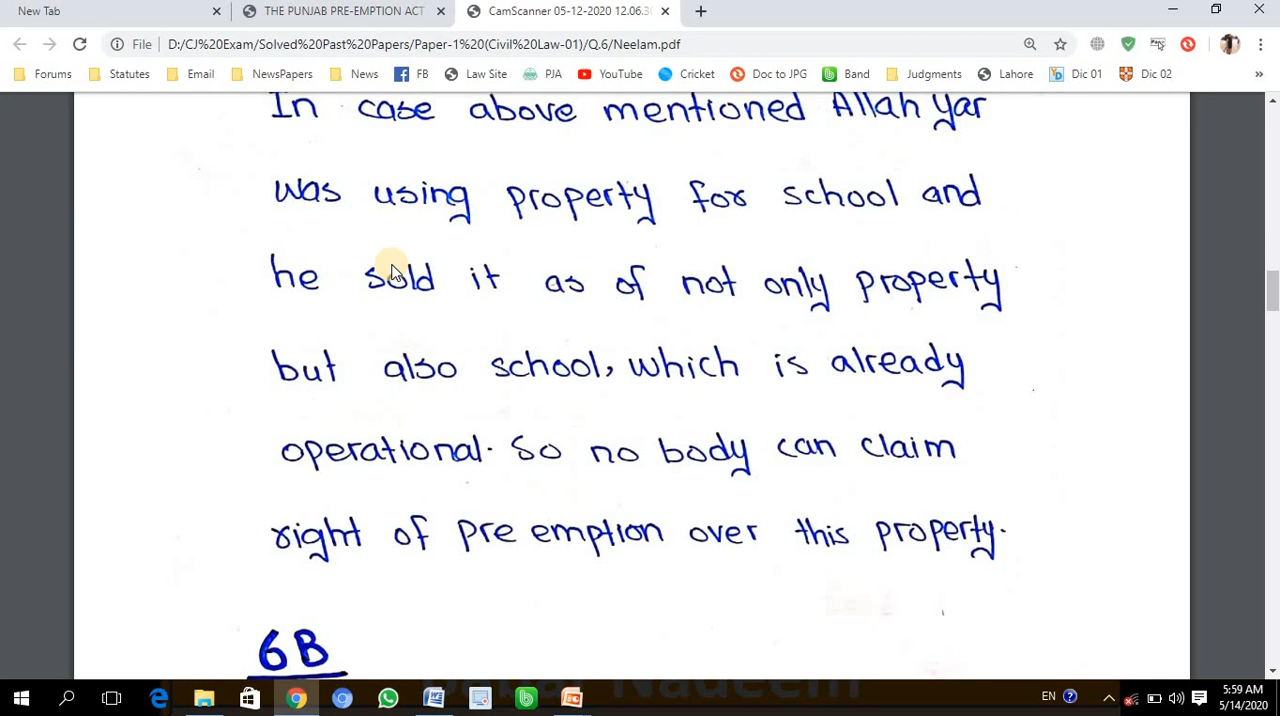 New Tab
THE PUNJAB PRE-EMPTION ACT
CamScanner 05-12-2020 12.06.30
File D:/CJ%20Exam/Solved%20Past%20Papers/Paper-1%20(Civil%20Law-01)/Q.6/Neelam.pdf
Forums Statutes Email NewsPapers News FB Law Site PJA YouTube Cricket Doc to JPG Band Judgments Lahore Dic 01 Dic 02 »
In case above mentioned Allah Yar
was using property for school and
he sold it as of not only property
but also school, which is already
operational. So no body can claim
right of pre emption over this property.
6B
Nadeem
EN 5:59 AM
5/14/2020